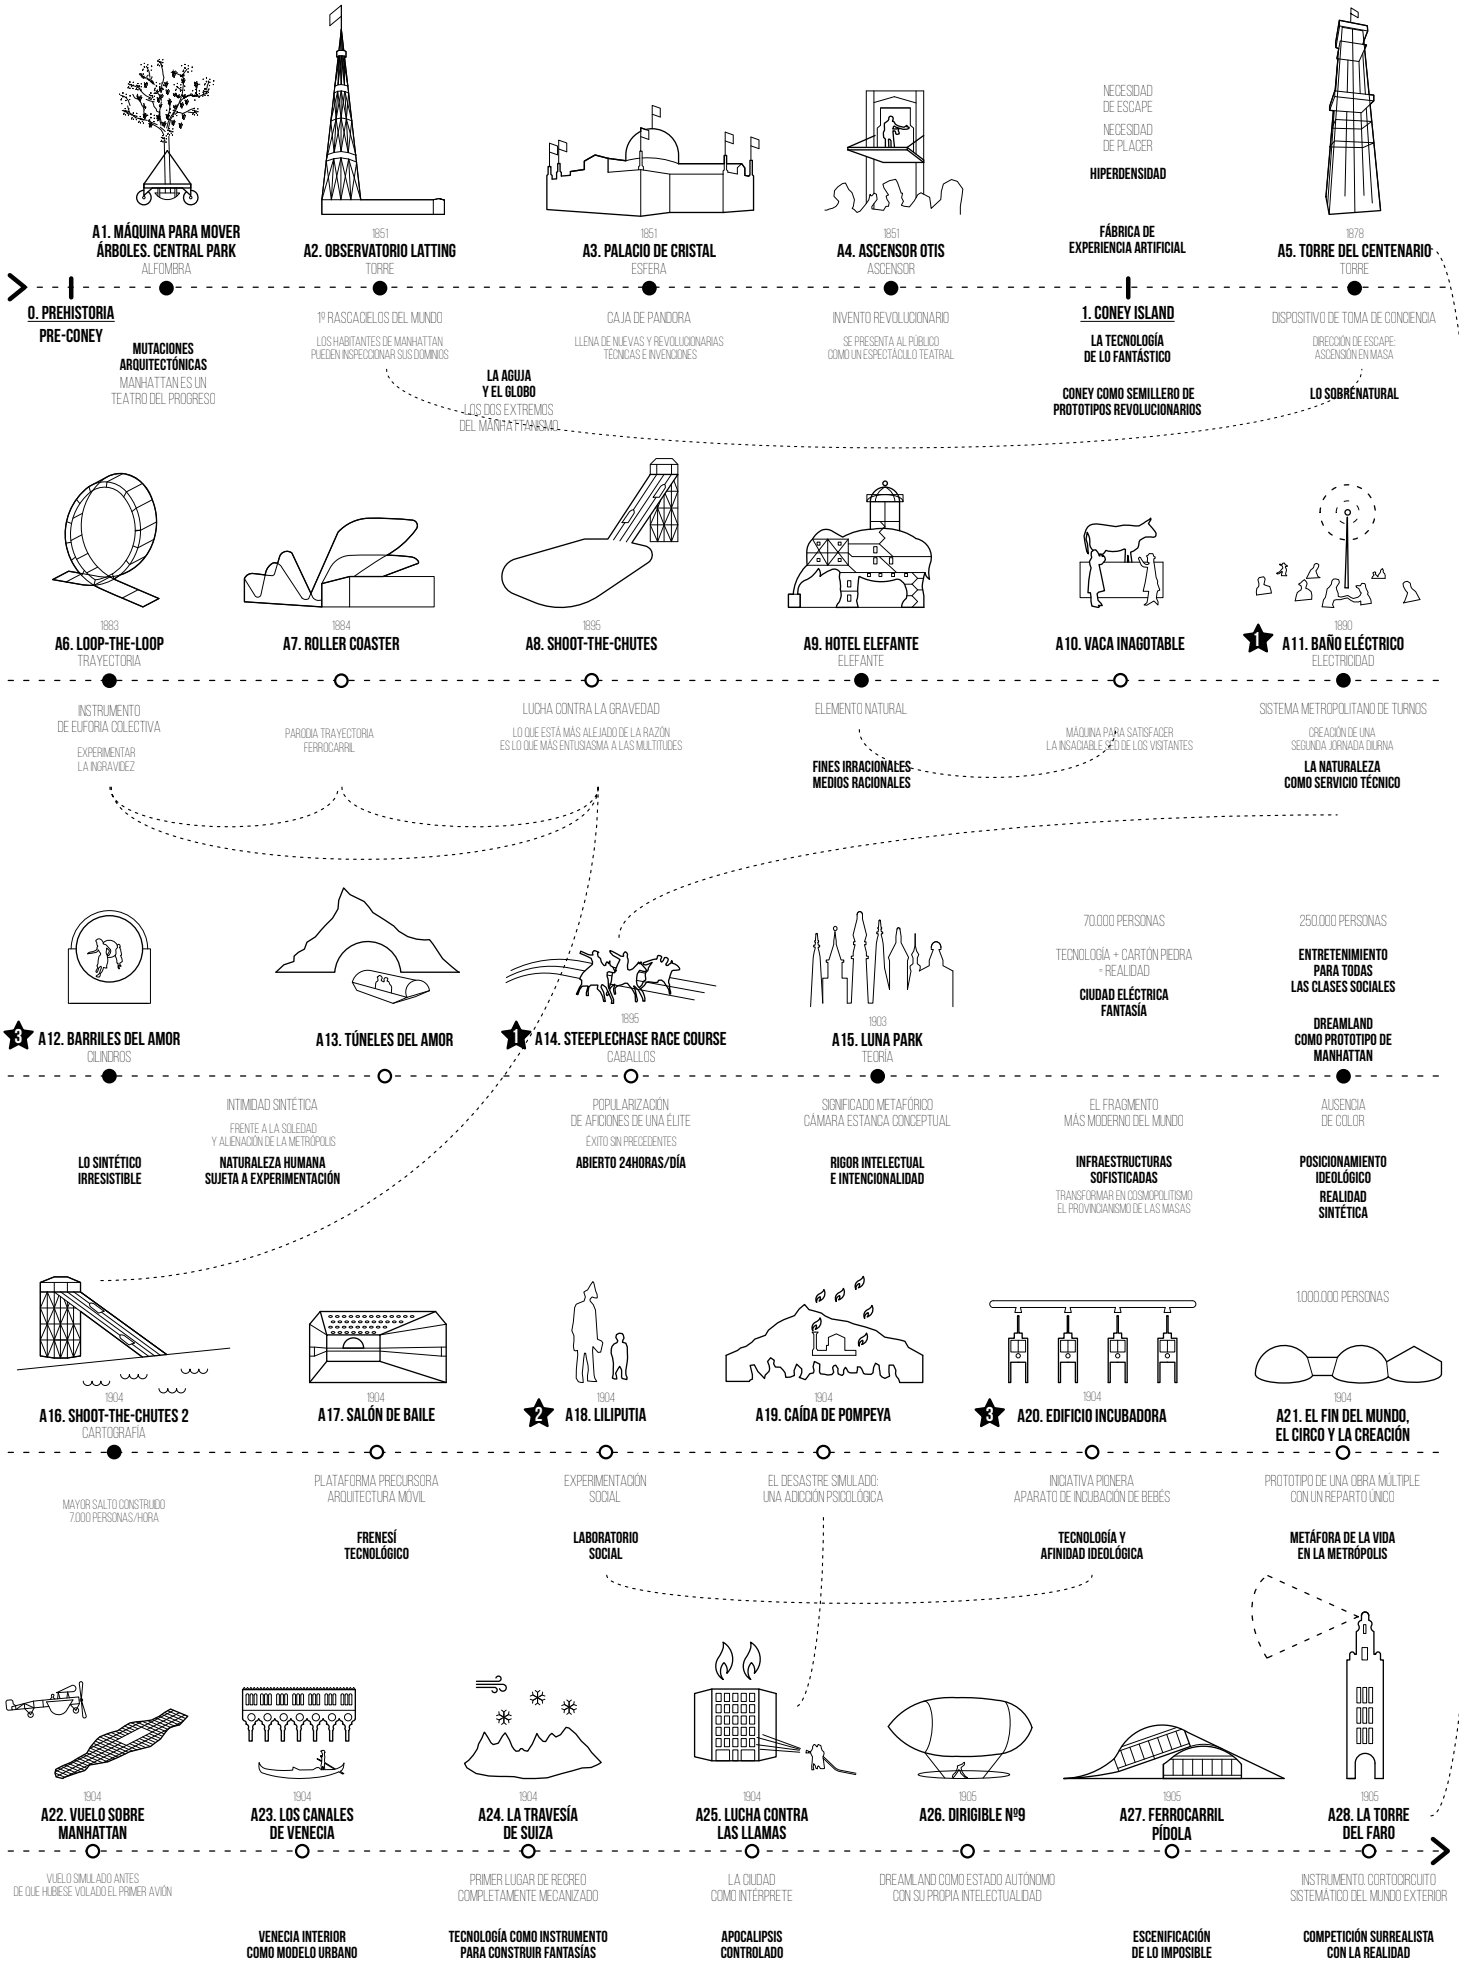 A1. MÁQUINA PARA MOVER
ÁRBOLES. CENTRAL PARK
ALFOMBRA
1851
A2. OBSERVATORIO LATTING
TORRE
1851
A3. PALACIO DE CRISTAL
ESFERA
1851
A4. ASCENSOR OTIS
ASCENSOR
NECESIDAD
DE ESCAPE
NECESIDAD
DE PLACER
HIPERDENSIDAD
FÁBRICA DE
EXPERIENCIA ARTIFICIAL
1878
A5. TORRE DEL CENTENARIO
TORRE
0. PREHISTORIA
PRE-CONEY
MUTACIONES
ARQUITECTÓNICAS
MANHATTAN ES UN
TEATRO DEL PROGRESO
1º RASCACIELOS DEL MUNDO
LOS HABITANTES DE MANHATTAN
PUEDEN INSPECCIONAR SUS DOMINIOS
LA AGUJA
Y EL GLOBO
LOS DOS EXTREMOS
DEL MANHATTANISMO
CAJA DE PANDORA
LLENA DE NUEVAS Y REVOLUCIONARIAS
TÉCNICAS E INVENCIONES
INVENTO REVOLUCIONARIO
SE PRESENTA AL PÚBLICO
COMO UN ESPECTÁCULO TEATRAL
1. CONEY ISLAND
LA TECNOLOGÍA
DE LO FANTÁSTICO
CONEY COMO SEMILLERO DE
PROTOTIPOS REVOLUCIONARIOS
DISPOSITIVO DE TOMA DE CONCIENCIA
DIRECCIÓN DE ESCAPE:
ASCENSIÓN EN MASA
LO SOBRENATURAL
1883
A6. LOOP-THE-LOOP
TRAYECTORIA
1884
A7. ROLLER COASTER
1895
A8. SHOOT-THE-CHUTES
A9. HOTEL ELEFANTE
ELEFANTE
A10. VACA INAGOTABLE
1890
1
A11. BAÑO ELÉCTRICO
ELECTRICIDAD
INSTRUMENTO
DE EUFORIA COLECTIVA
EXPERIMENTAR
LA INGRAVIDEZ
PARODIA TRAYECTORIA
FERROCARRIL
LUCHA CONTRA LA GRAVEDAD
LO QUE ESTÁ MÁS ALEJADO DE LA RAZÓN
ES LO QUE MÁS ENTUSIASMA A LAS MULTITUDES
ELEMENTO NATURAL
FINES IRRACIONALES
MEDIOS RACIONALES
MÁQUINA PARA SATISFACER
LA INSACIABLE SED DE LOS VISITANTES
SISTEMA METROPOLITANO DE TURNOS
CREACIÓN DE UNA
SEGUNDA JORNADA DIURNA
LA NATURALEZA
COMO SERVICIO TÉCNICO
3
A12. BARRILES DEL AMOR
CILINDROS
A13. TÚNELES DEL AMOR
1895
1
A14. STEEPLECHASE RACE COURSE
CABALLOS
1903
A15. LUNA PARK
TEORÍA
70.000 PERSONAS
TECNOLOGÍA + CARTÓN PIEDRA
= REALIDAD
CIUDAD ELÉCTRICA
FANTASÍA
250.000 PERSONAS
ENTRETENIMIENTO
PARA TODAS
LAS CLASES SOCIALES
DREAMLAND
COMO PROTOTIPO DE
MANHATTAN
LO SINTÉTICO
IRRESISTIBLE
INTIMIDAD SINTÉTICA
FRENTE A LA SOLEDAD
Y ALIENACIÓN DE LA METRÓPOLIS
NATURALEZA HUMANA
SUJETA A EXPERIMENTACIÓN
POPULARIZACIÓN
DE AFICIONES DE UNA ÉLITE
ÉXITO SIN PRECEDENTES
ABIERTO 24HORAS/DÍA
SIGNIFICADO METAFÓRICO
CÁMARA ESTANCA CONCEPTUAL
RIGOR INTELECTUAL
E INTENCIONALIDAD
EL FRAGMENTO
MÁS MODERNO DEL MUNDO
INFRAESTRUCTURAS
SOFISTICADAS
TRANSFORMAR EN COSMOPOLITISMO
EL PROVINCIANISMO DE LAS MASAS
AUSENCIA
DE COLOR
POSICIONAMIENTO
IDEOLÓGICO
REALIDAD
SINTÉTICA
1904
A16. SHOOT-THE-CHUTES 2
CARTOGRAFÍA
1904
A17. SALÓN DE BAILE
1904
2
A18. LILIPUTIA
1904
A19. CAÍDA DE POMPEYA
1904
3
A20. EDIFICIO INCUBADORA
1.000.000 PERSONAS
1904
A21. EL FIN DEL MUNDO,
EL CIRCO Y LA CREACIÓN
MAYOR SALTO CONSTRUIDO
7.000 PERSONAS/HORA
PLATAFORMA PRECURSORA
ARQUITECTURA MÓVIL
FRENESÍ
TECNOLÓGICO
EXPERIMENTACIÓN
SOCIAL
LABORATORIO
SOCIAL
EL DESASTRE SIMULADO:
UNA ADICCIÓN PSICOLÓGICA
INICIATIVA PIONERA
APARATO DE INCUBACIÓN DE BEBÉS
TECNOLOGÍA Y
AFINIDAD IDEOLÓGICA
PROTOTIPO DE UNA OBRA MÚLTIPLE
CON UN REPARTO ÚNICO
METÁFORA DE LA VIDA
EN LA METRÓPOLIS
1904
A22. VUELO SOBRE
MANHATTAN
1904
A23. LOS CANALES
DE VENECIA
1904
A24. LA TRAVESÍA
DE SUIZA
1904
A25. LUCHA CONTRA
LAS LLAMAS
1905
A26. DIRIGIBLE Nº9
1905
A27. FERROCARRIL
PÍDOLA
1905
A28. LA TORRE
DEL FARO
VUELO SIMULADO ANTES
DE QUE HUBIESE VOLADO EL PRIMER AVIÓN
VENECIA INTERIOR
COMO MODELO URBANO
PRIMER LUGAR DE RECREO
COMPLETAMENTE MECANIZADO
TECNOLOGÍA COMO INSTRUMENTO
PARA CONSTRUIR FANTASÍAS
LA CIUDAD
COMO INTÉRPRETE
APOCALIPSIS
CONTROLADO
DREAMLAND COMO ESTADO AUTÓNOMO
CON SU PROPIA INTELECTUALIDAD
ESCENIFICACIÓN
DE LO IMPOSIBLE
INSTRUMENTO. CORTOCIRCUITO
SISTEMÁTICO DEL MUNDO EXTERIOR
COMPETICIÓN SURREALISTA
CON LA REALIDAD